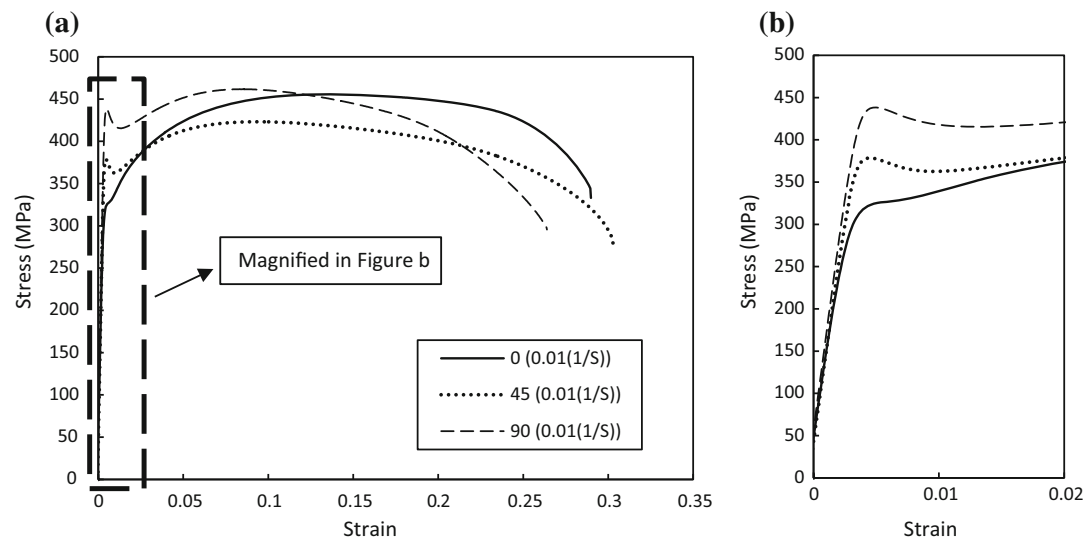 (a)
500
450
400
350
300
250
200
150
100
50
0
Stress (MPa)
Magnified in Figure b
0 (0.01(1/S))
45 (0.01(1/S))
90 (0.01(1/S))
0 0.05 0.1 0.15 0.2 0.25 0.3 0.35
Strain
(b)
500
450
400
350
300
250
200
150
100
50
0
Stress (MPa)
0 0.01 0.02
Strain